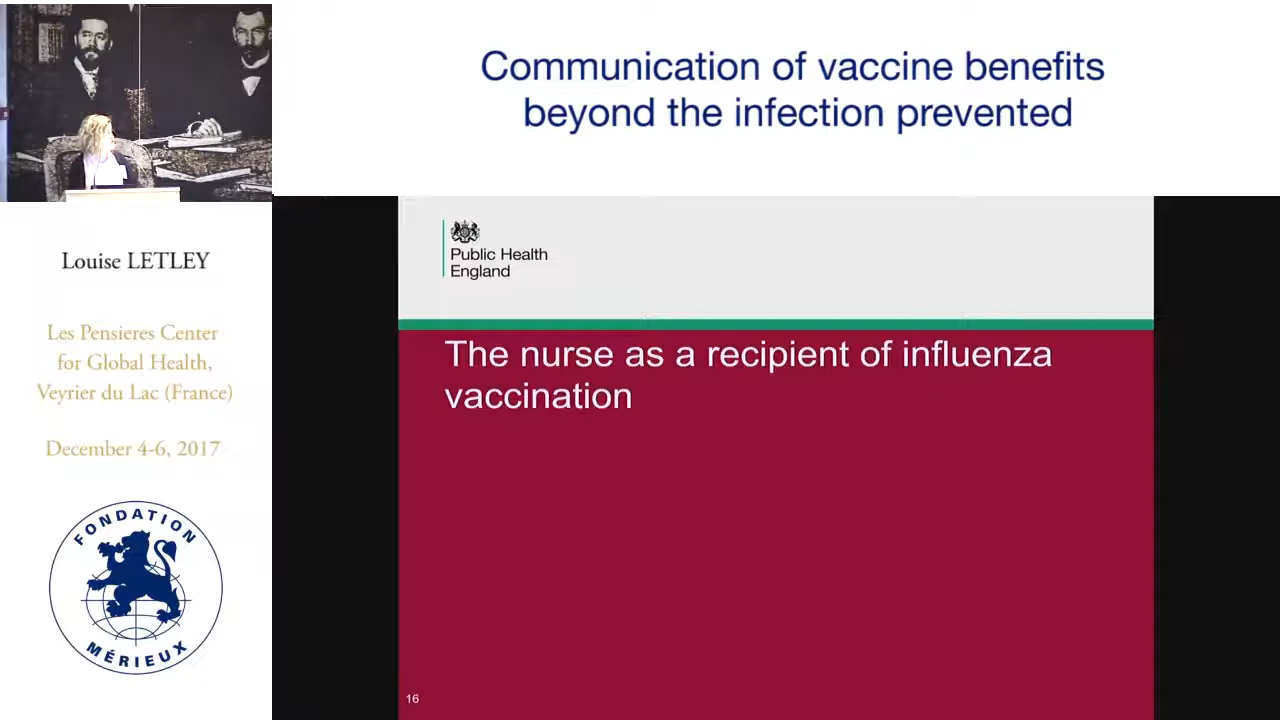 Communication of vaccine benefits
beyond the infection prevented
Louise LETLEY
Les Pensieres Center
for Global Health,
Veyrier du Lac (France)
December 4-6, 2017
FONDATION
MÉRIEUX
Public Health
England
The nurse as a recipient of influenza
vaccination
16